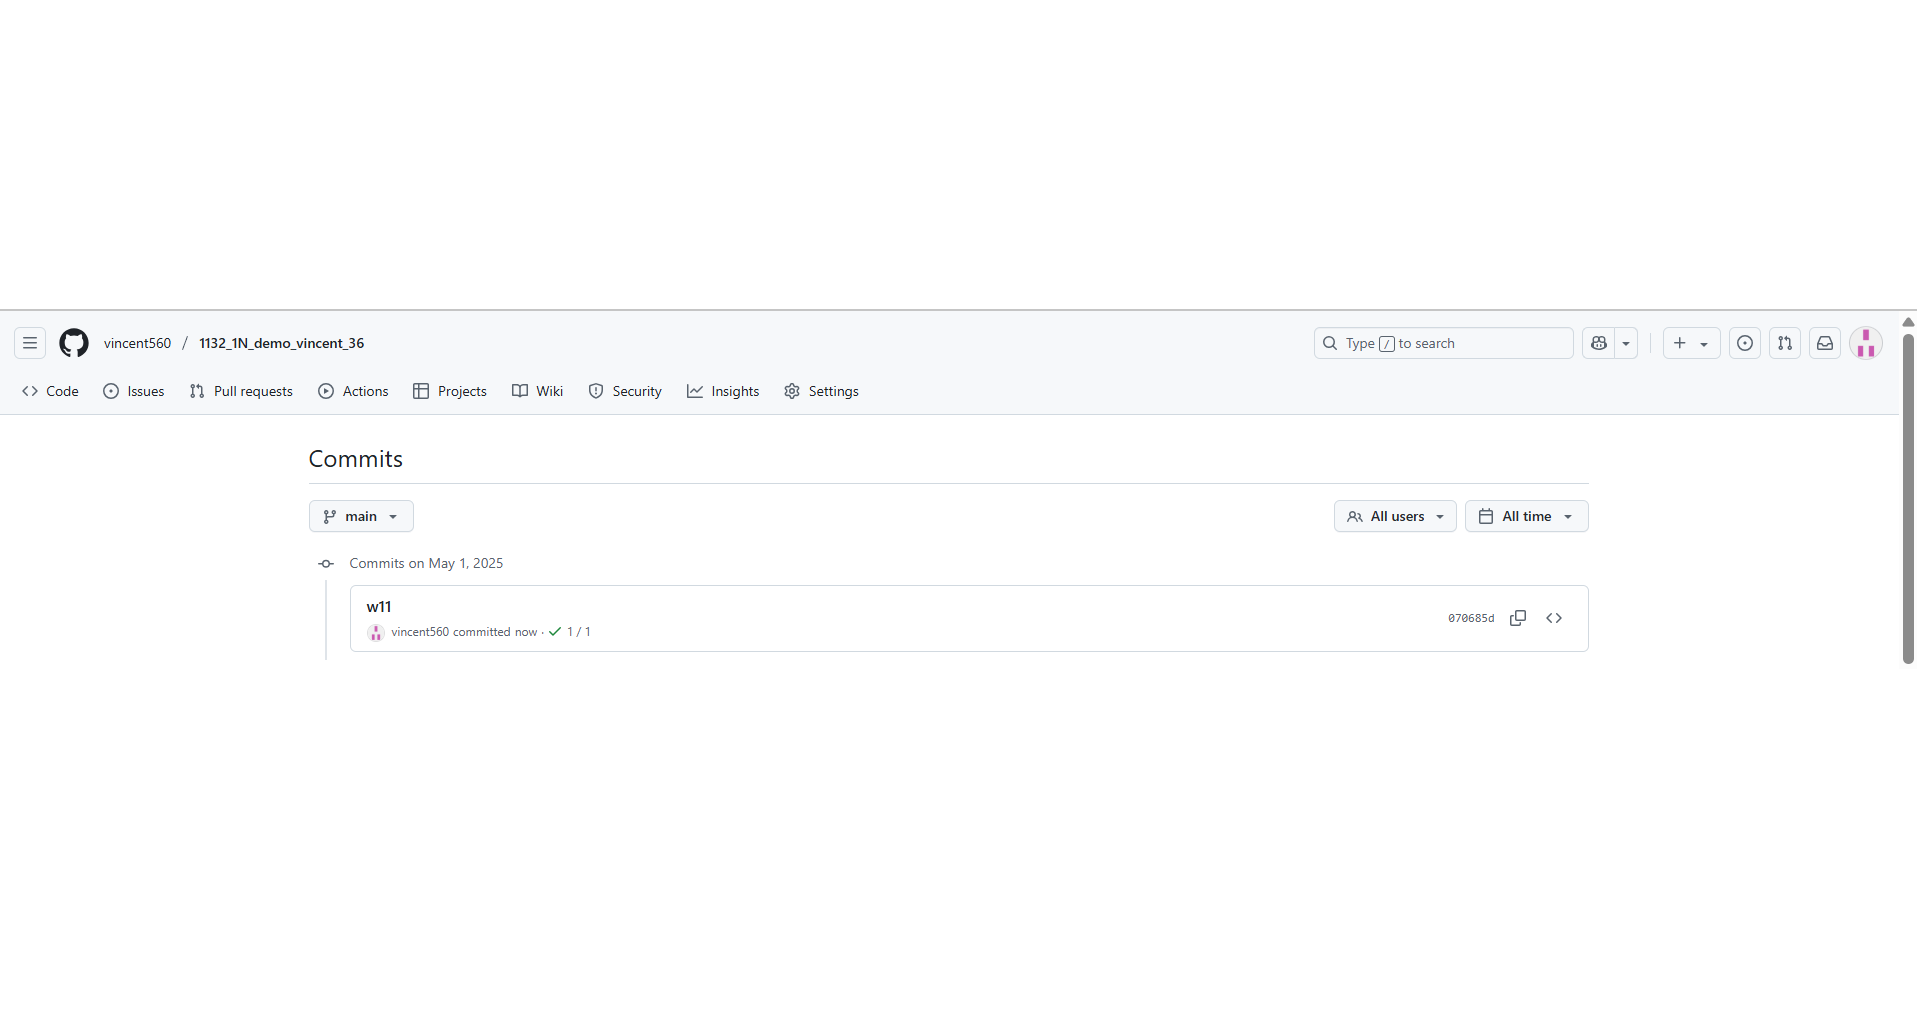 vincent560 / 1132_1N_demo_vincent_36
Type / to search
Code Issues Pull requests Actions Projects Wiki Security Insights Settings
Commits
main
All users All time
Commits on May 1, 2025
w11
vincent560 committed now · 1 / 1
070685d